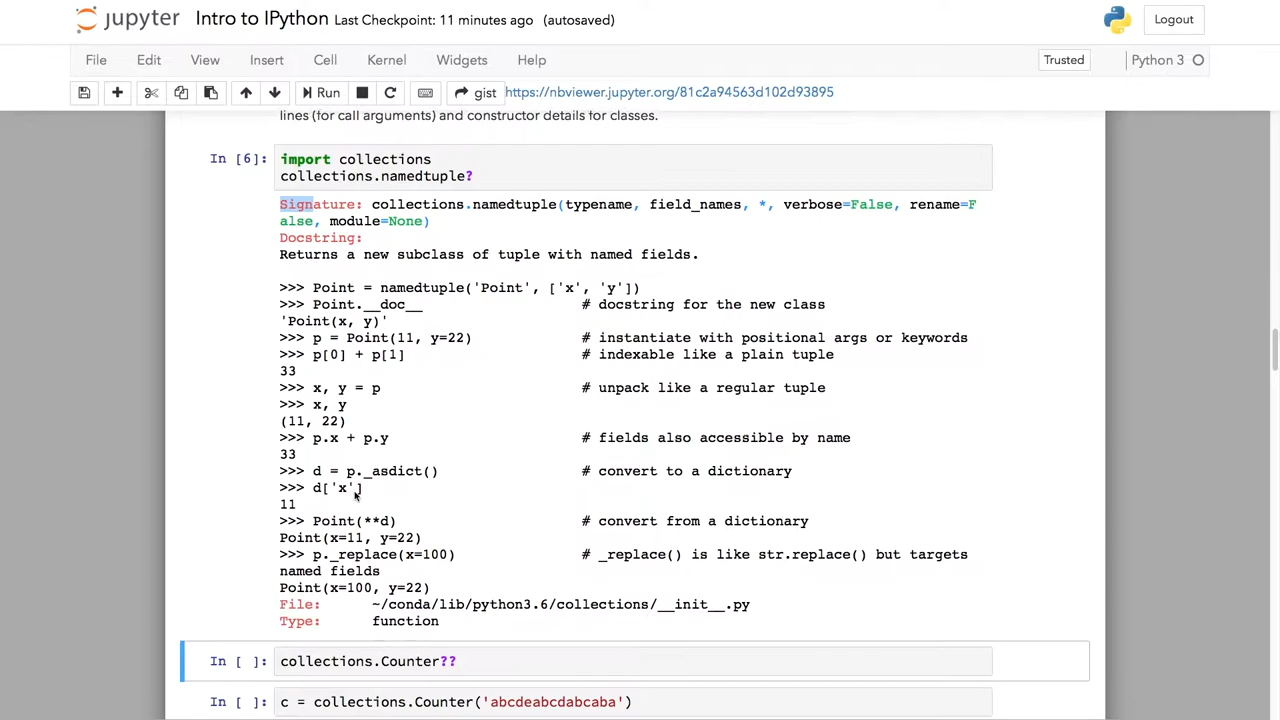 jupyter Intro to IPython Last Checkpoint: 11 minutes ago (autosaved) Logout
File Edit View Insert Cell Kernel Widgets Help Trusted Python 3
Run gist https://nbviewer.jupyter.org/81c2a94563d102d93895
lines (for call arguments) and constructor details for classes.
In [6]: import collections
collections.namedtuple?
Signature: collections.namedtuple(typename, field_names, *, verbose=False, rename=F
alse, module=None)
Docstring:
Returns a new subclass of tuple with named fields.
>>> Point = namedtuple('Point', ['x', 'y'])
>>> Point.__doc__ # docstring for the new class
'Point(x, y)'
>>> p = Point(11, y=22) # instantiate with positional args or keywords
>>> p[0] + p[1] # indexable like a plain tuple
33
>>> x, y = p # unpack like a regular tuple
>>> x, y
(11, 22)
>>> p.x + p.y # fields also accessible by name
33
>>> d = p._asdict() # convert to a dictionary
>>> d['x']
11
>>> Point(**d) # convert from a dictionary
Point(x=11, y=22)
>>> p._replace(x=100) # _replace() is like str.replace() but targets
named fields
Point(x=100, y=22)
File: ~/conda/lib/python3.6/collections/__init__.py
Type: function
In [ ]: collections.Counter??
In [ ]: c = collections.Counter('abcdeabcdabcaba')